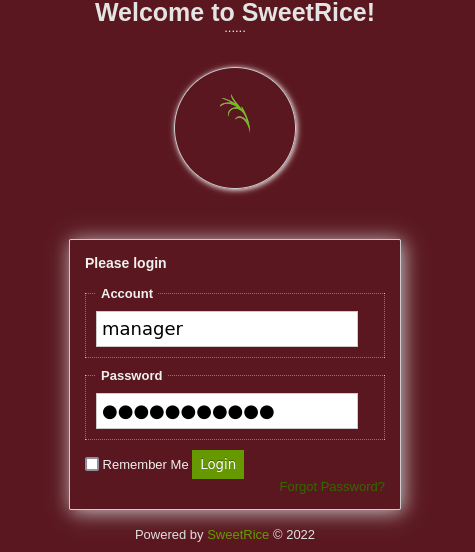 Welcome to SweetRice!
......
Please login
Account
manager
Password
●●●●●●●●●●●
Remember Me Login
Forgot Password?
Powered by SweetRice © 2022